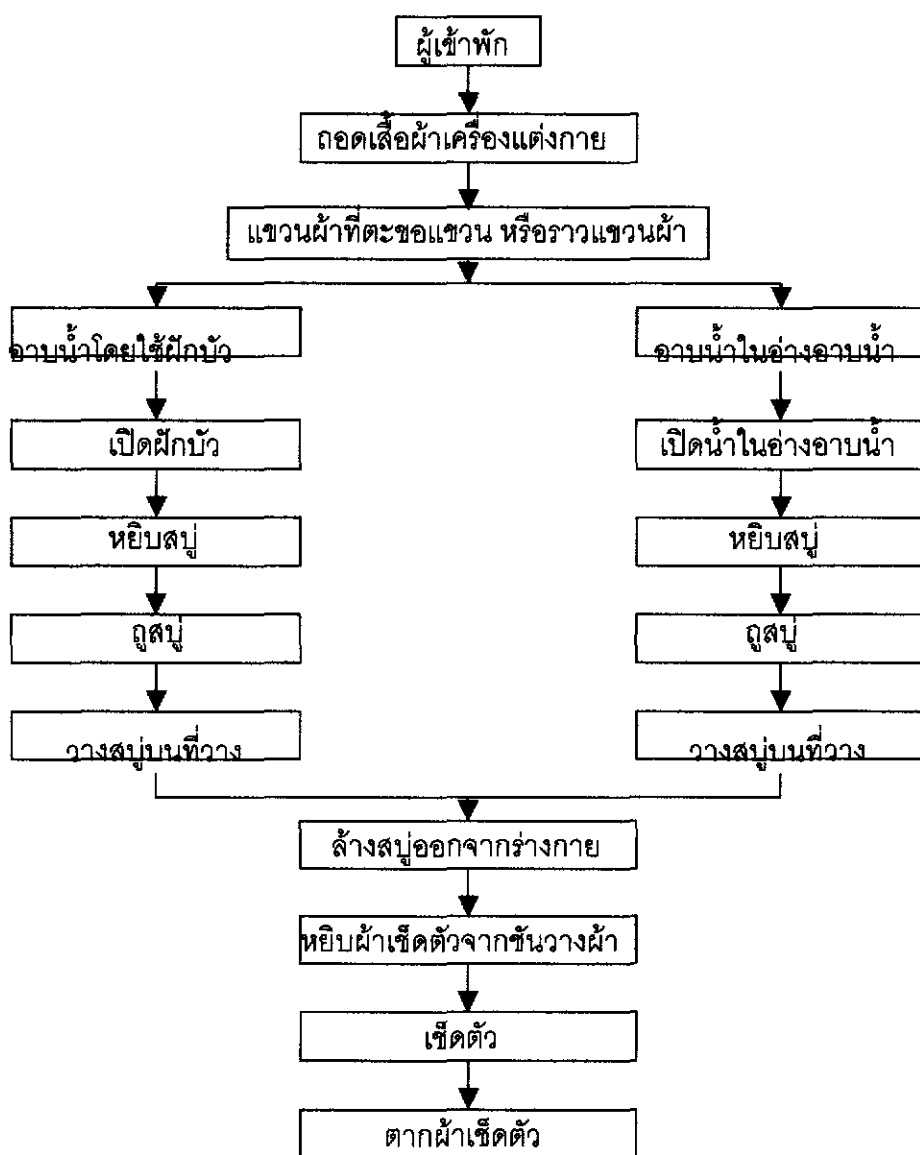 ผู้เข้าพัก
ถอดเสื้อผ้าเครื่องแต่งกาย
แขวนผ้าที่ตะขอแขวน หรือราวแขวนผ้า
อาบน้ำโดยใช้ฝักบัว
อาบน้ำในอ่างอาบน้ำ
เปิดฝักบัว
เปิดน้ำในอ่างอาบน้ำ
หยิบสบู่
หยิบสบู่
ถูสบู่
ถูสบู่
วางสบู่บนที่วาง
วางสบู่บนที่วาง
ล้างสบู่ออกจากร่างกาย
หยิบผ้าเช็ดตัวจากชั้นวางผ้า
เช็ดตัว
ตากผ้าเช็ดตัว